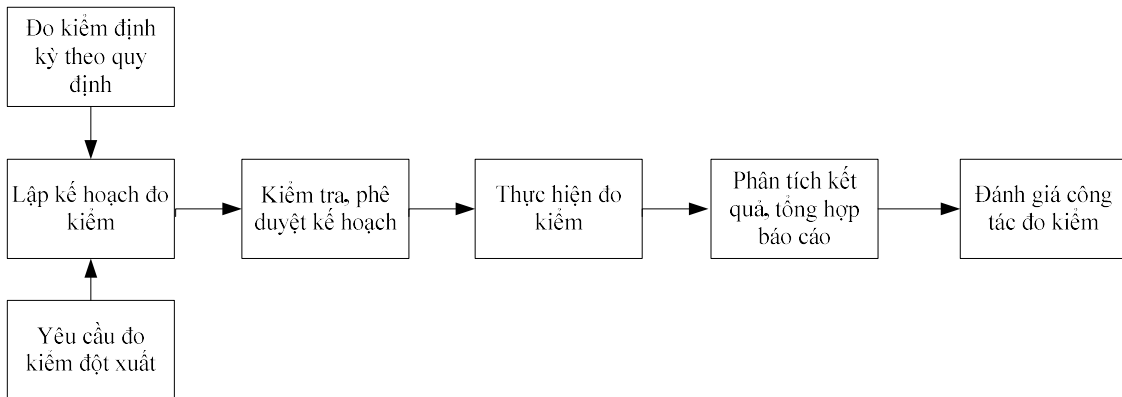 Đo kiểm định
kỳ theo quy
định
Lập kế hoạch đo
kiểm
Kiểm tra, phê
duyệt kế hoạch
Thực hiện đo
kiểm
Phân tích kết
quả, tổng hợp
báo cáo
Đánh giá công
tác đo kiểm
Yêu cầu đo
kiểm đột xuất